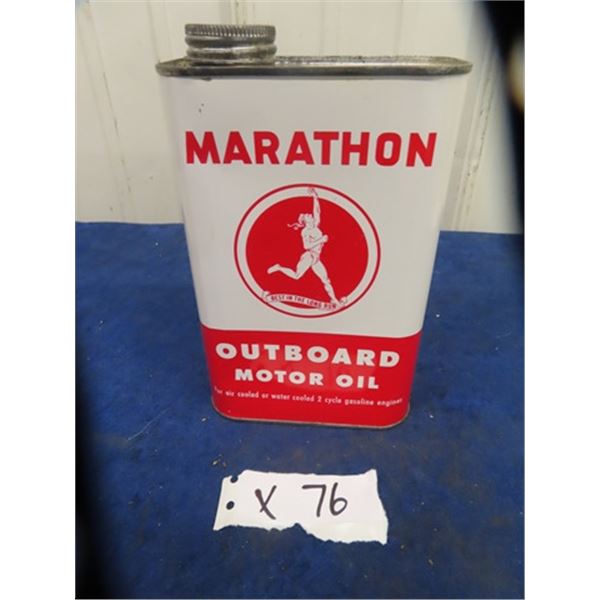 MARATHON
BEST IN THE LONG RUN
OUTBOARD
MOTOR OIL
For air cooled or water cooled 2 cycle gasoline engines
X 76